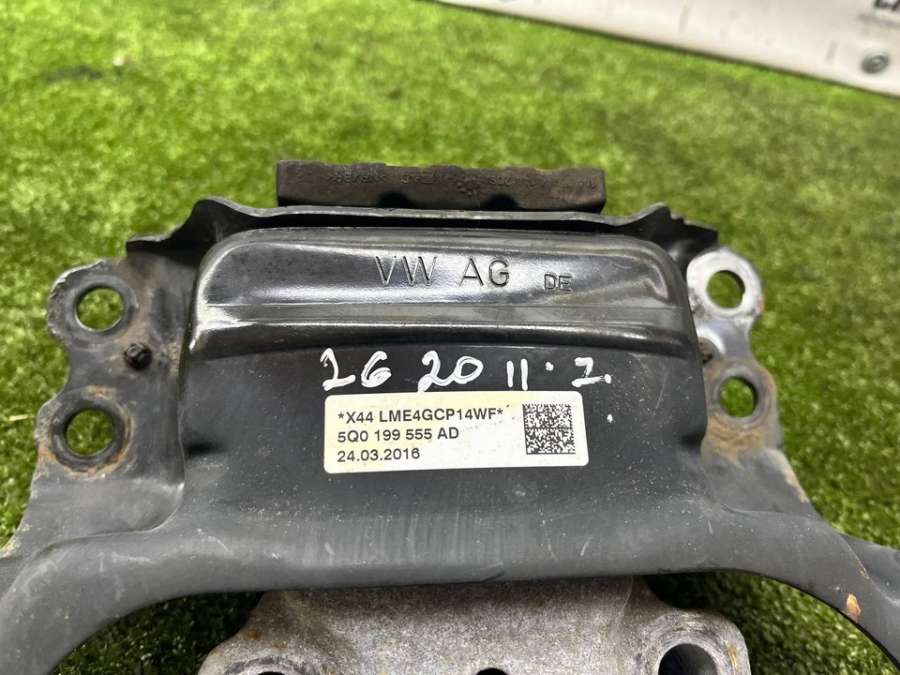 VW AG DE
26 20 11.2.
*X44 LME4GCP14WF*
5Q0 199 555 AD
24.03.2016